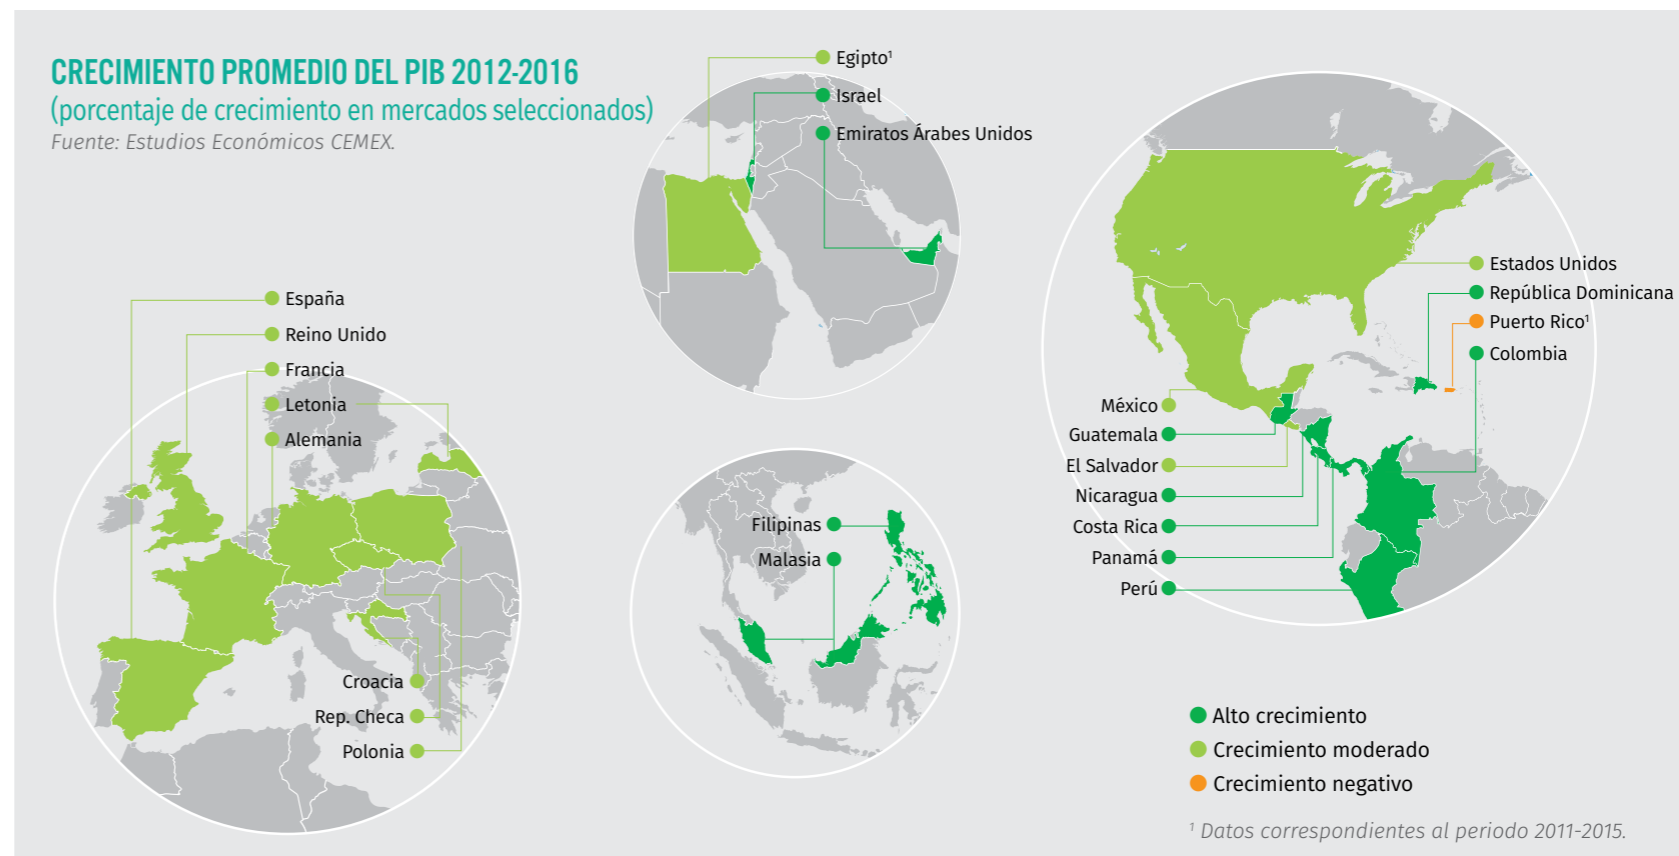 CRECIMIENTO PROMEDIO DEL PIB 2012-2016
(porcentaje de crecimiento en mercados seleccionados)
Fuente: Estudios Económicos CEMEX.
Egipto¹
Israel
Emiratos Árabes Unidos
España
Reino Unido
Francia
Letonia
Alemania
Croacia
Rep. Checa
Polonia
Filipinas
Malasia
Estados Unidos
República Dominicana
Puerto Rico¹
Colombia
México
Guatemala
El Salvador
Nicaragua
Costa Rica
Panamá
Perú
Alto crecimiento
Crecimiento moderado
Crecimiento negativo
¹ Datos correspondientes al periodo 2011-2015.